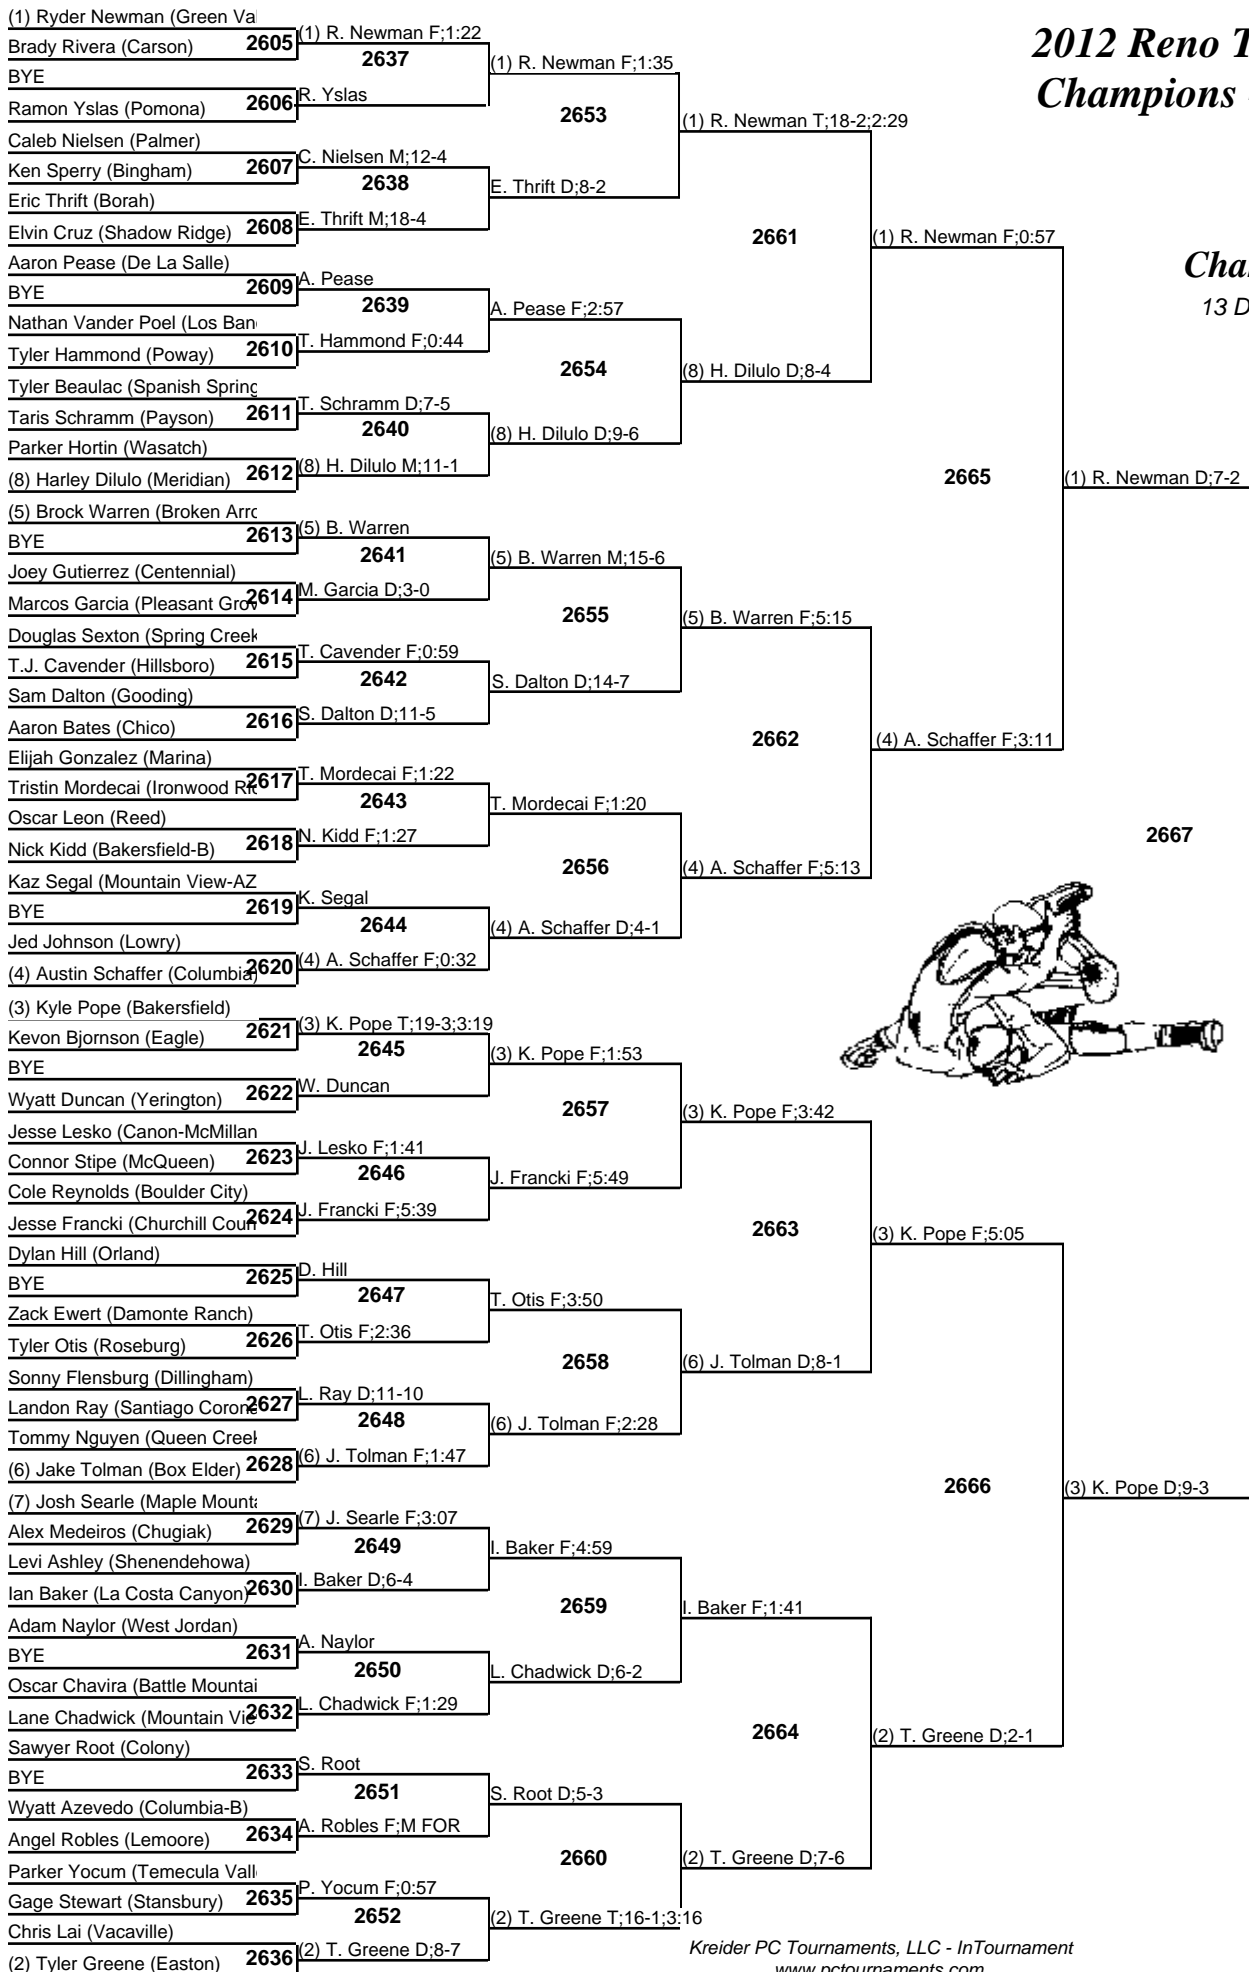 (1) Ryder Newman (Green Val
Brady Rivera (Carson)
2605
BYE
Ramon Yslas (Pomona)
2606
Caleb Nielsen (Palmer)
Ken Sperry (Bingham)
2607
Eric Thrift (Borah)
Elvin Cruz (Shadow Ridge)
2608
Aaron Pease (De La Salle)
BYE
2609
Nathan Vander Poel (Los Ban
Tyler Hammond (Poway)
2610
Tyler Beaulac (Spanish Spring
Taris Schramm (Payson)
2611
Parker Hortin (Wasatch)
(8) Harley Dilulo (Meridian)
2612
(5) Brock Warren (Broken Arro
BYE
2613
Joey Gutierrez (Centennial)
Marcos Garcia (Pleasant Grov
2614
Douglas Sexton (Spring Creek
T.J. Cavender (Hillsboro)
2615
Sam Dalton (Gooding)
Aaron Bates (Chico)
2616
Elijah Gonzalez (Marina)
Tristin Mordecai (Ironwood Rid
2617
Oscar Leon (Reed)
Nick Kidd (Bakersfield-B)
2618
Kaz Segal (Mountain View-AZ
BYE
2619
Jed Johnson (Lowry)
(4) Austin Schaffer (Columbia)
2620
(3) Kyle Pope (Bakersfield)
Kevon Bjornson (Eagle)
2621
BYE
Wyatt Duncan (Yerington)
2622
Jesse Lesko (Canon-McMillan
Connor Stipe (McQueen)
2623
Cole Reynolds (Boulder City)
Jesse Francki (Churchill Coun
2624
Dylan Hill (Orland)
BYE
2625
Zack Ewert (Damonte Ranch)
Tyler Otis (Roseburg)
2626
Sonny Flensburg (Dillingham)
Landon Ray (Santiago Corona
2627
Tommy Nguyen (Queen Creek
(6) Jake Tolman (Box Elder)
2628
(7) Josh Searle (Maple Mounta
Alex Medeiros (Chugiak)
2629
Levi Ashley (Shenendehowa)
Ian Baker (La Costa Canyon)
2630
Adam Naylor (West Jordan)
BYE
2631
Oscar Chavira (Battle Mountai
Lane Chadwick (Mountain Vie
2632
Sawyer Root (Colony)
BYE
2633
Wyatt Azevedo (Columbia-B)
Angel Robles (Lemoore)
2634
Parker Yocum (Temecula Vall
Gage Stewart (Stansbury)
2635
Chris Lai (Vacaville)
(2) Tyler Greene (Easton)
2636
(1) R. Newman F;1:22
2637
R. Yslas
C. Nielsen M;12-4
2638
E. Thrift M;18-4
A. Pease
2639
T. Hammond F;0:44
T. Schramm D;7-5
2640
(8) H. Dilulo M;11-1
(5) B. Warren
2641
M. Garcia D;3-0
T. Cavender F;0:59
2642
S. Dalton D;11-5
T. Mordecai F;1:22
2643
N. Kidd F;1:27
K. Segal
2644
(4) A. Schaffer F;0:32
(3) K. Pope T;19-3;3:19
2645
W. Duncan
J. Lesko F;1:41
2646
J. Francki F;5:39
D. Hill
2647
T. Otis F;2:36
L. Ray D;11-10
2648
(6) J. Tolman F;1:47
(7) J. Searle F;3:07
2649
I. Baker D;6-4
A. Naylor
2650
L. Chadwick F;1:29
S. Root
2651
A. Robles F;M FOR
P. Yocum F;0:57
2652
(2) T. Greene D;8-7
(1) R. Newman F;1:35
2653
E. Thrift D;8-2
A. Pease F;2:57
2654
(8) H. Dilulo D;9-6
(5) B. Warren M;15-6
2655
S. Dalton D;14-7
T. Mordecai F;1:20
2656
(4) A. Schaffer D;4-1
(3) K. Pope F;1:53
2657
J. Francki F;5:49
T. Otis F;3:50
2658
(6) J. Tolman F;2:28
I. Baker F;4:59
2659
L. Chadwick D;6-2
S. Root D;5-3
2660
(2) T. Greene T;16-1;3:16
(1) R. Newman T;18-2;2:29
2661
(8) H. Dilulo D;8-4
(5) B. Warren F;5:15
2662
(4) A. Schaffer F;5:13
(3) K. Pope F;3:42
2663
(6) J. Tolman D;8-1
I. Baker F;1:41
2664
(2) T. Greene D;7-6
(1) R. Newman F;0:57
2665
(4) A. Schaffer F;3:11
(3) K. Pope F;5:05
2666
(2) T. Greene D;2-1
(1) R. Newman D;7-2
2667
(3) K. Pope D;9-3
2012 Reno T
Champions
Cha
13 D
Kreider PC Tournaments, LLC - InTournament
www.pctournaments.com